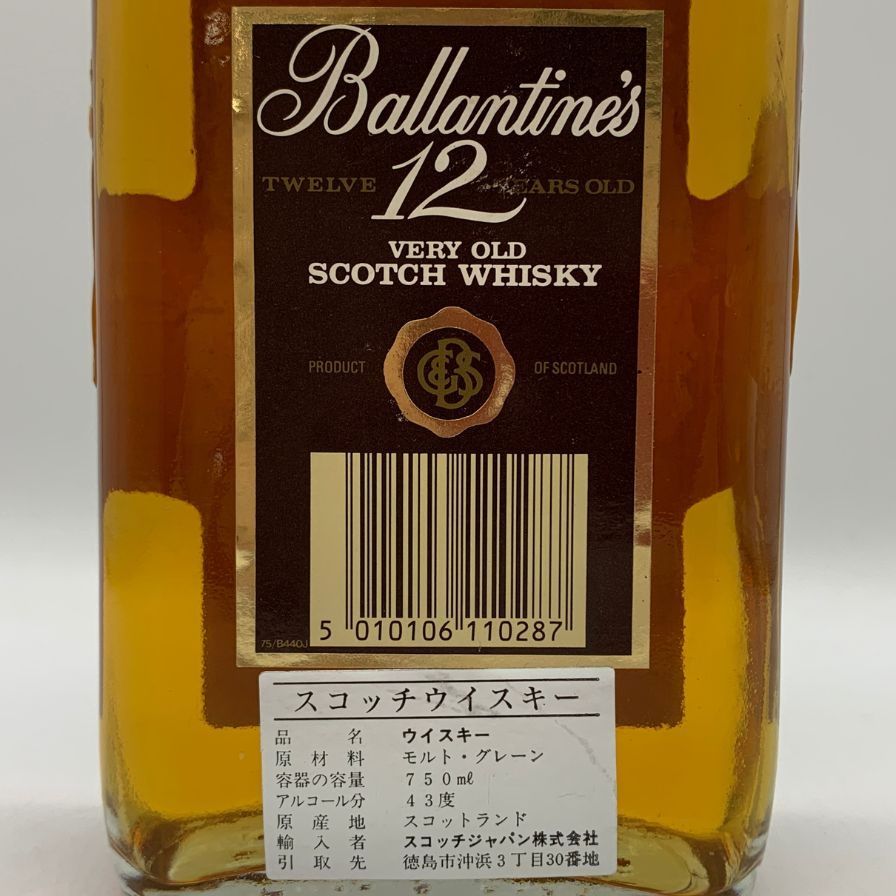 Ballantine's
TWELVE 12 YEARS OLD
VERY OLD
SCOTCH WHISKY
PRODUCT OF SCOTLAND
5 010106 110287
75/B440J
スコッチウイスキー
品名 ウイスキー
原材料 モルト・グレーン
容器の容量 750㎖
アルコール分 43度
原産地 スコットランド
輸入者 スコッチジャパン株式会社
引取先 徳島市沖浜3丁目30番地